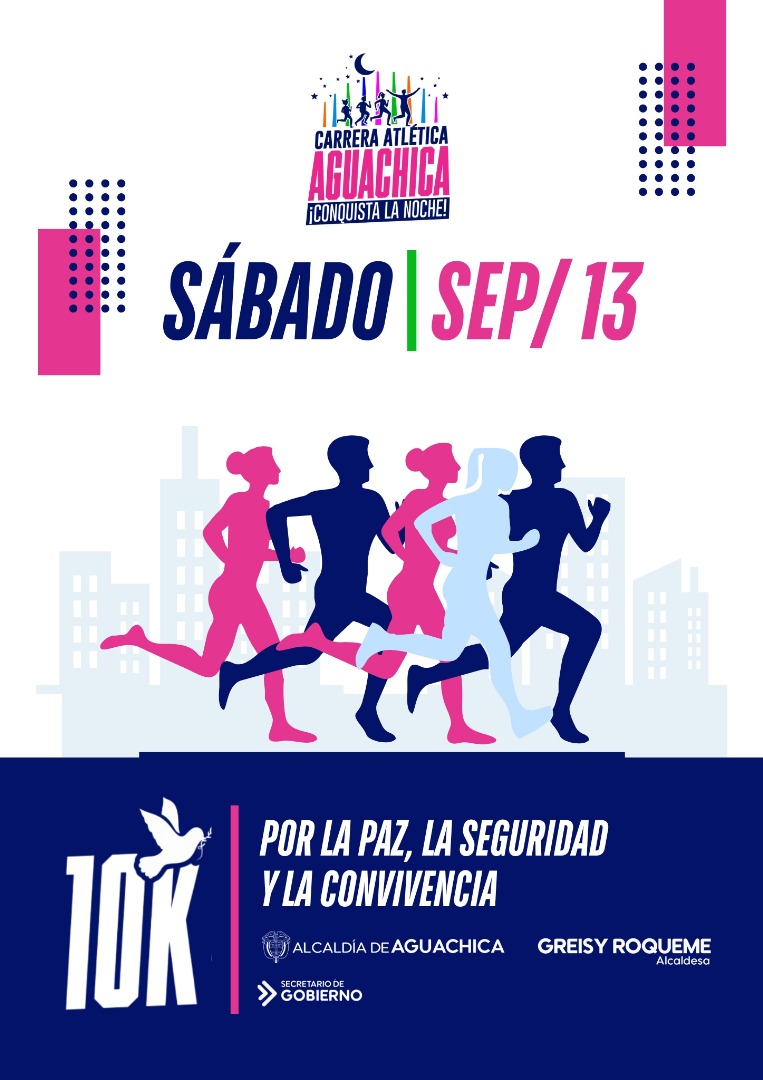 CARRERA ATLÉTICA
AGUACHICA
¡CONQUISTA LA NOCHE!
SÁBADO | SEP/ 13
10K
POR LA PAZ, LA SEGURIDAD
Y LA CONVIVENCIA
ALCALDÍA DE AGUACHICA
GREISY ROQUEME
Alcaldesa
SECRETARIO DE
GOBIERNO